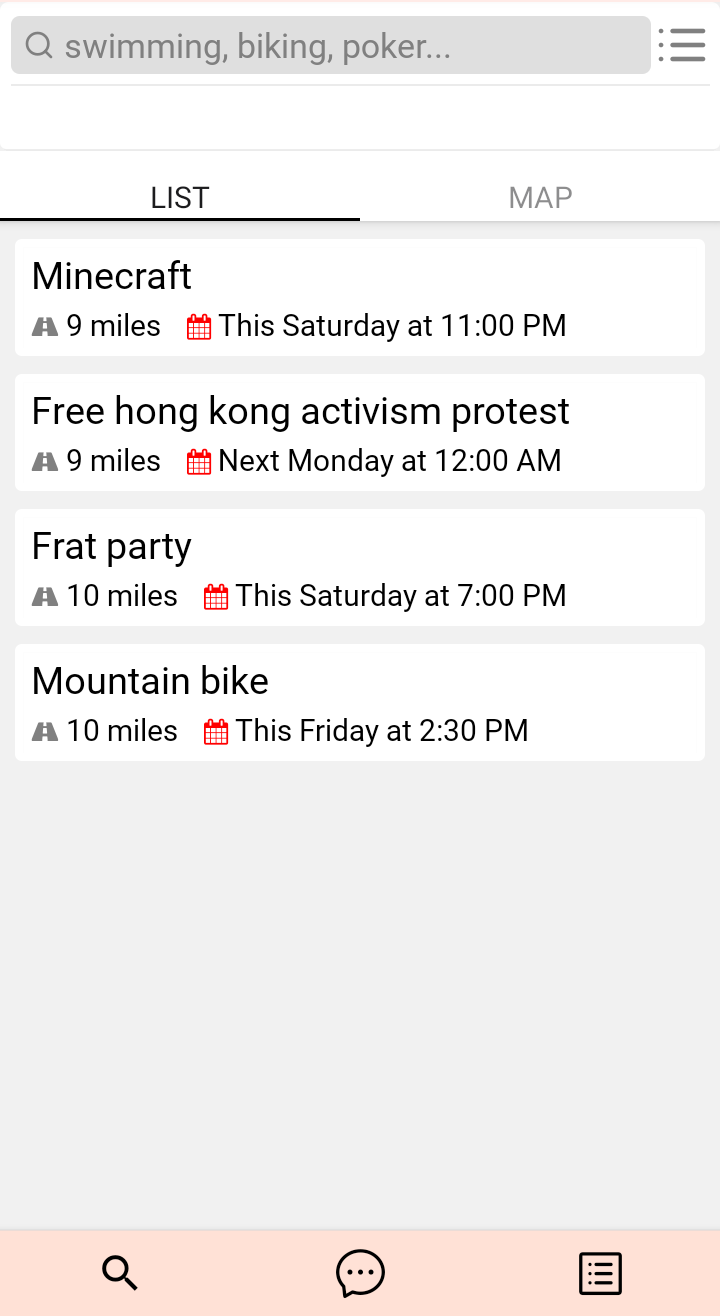 swimming, biking, poker...
LIST
MAP
Minecraft
9 miles This Saturday at 11:00 PM
Free hong kong activism protest
9 miles Next Monday at 12:00 AM
Frat party
10 miles This Saturday at 7:00 PM
Mountain bike
10 miles This Friday at 2:30 PM